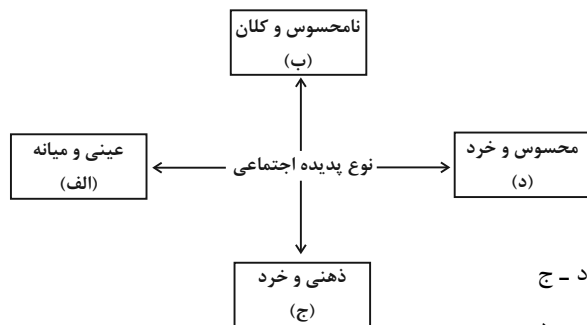 نامحسوس و کلان
(ب)
محسوس و خرد
(د)
نوع پدیده اجتماعی
عینی و میانه
(الف)
ذهنی و خرد
(ج)
د - ج